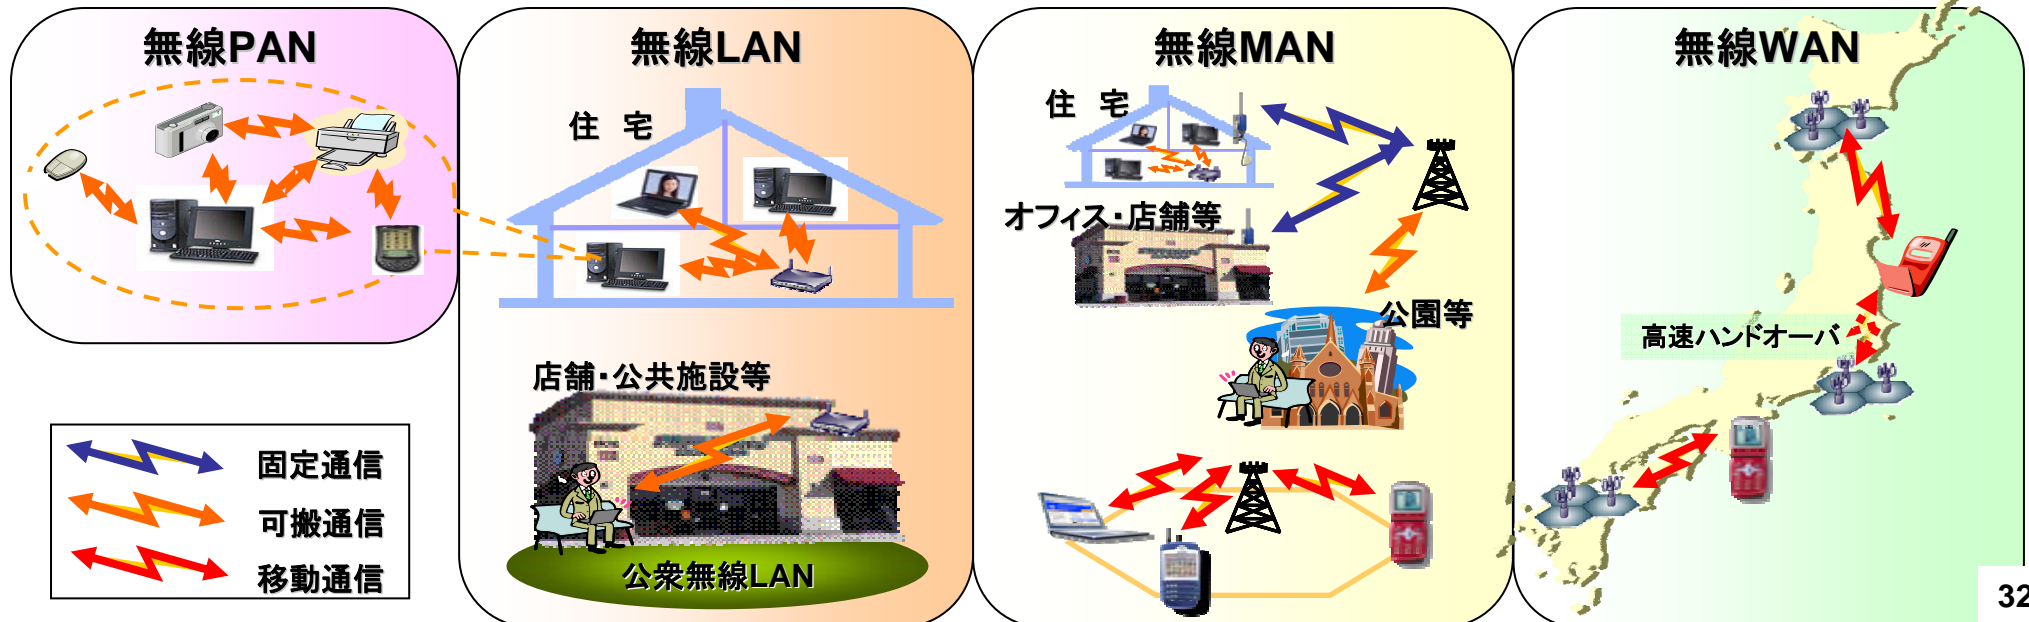 無線PAN
無線LAN
住 宅
店舗・公共施設等
公衆無線LAN
無線MAN
住 宅
オフィス・店舗等
公園等
無線WAN
高速ハンドオーバ
固定通信
可搬通信
移動通信
32